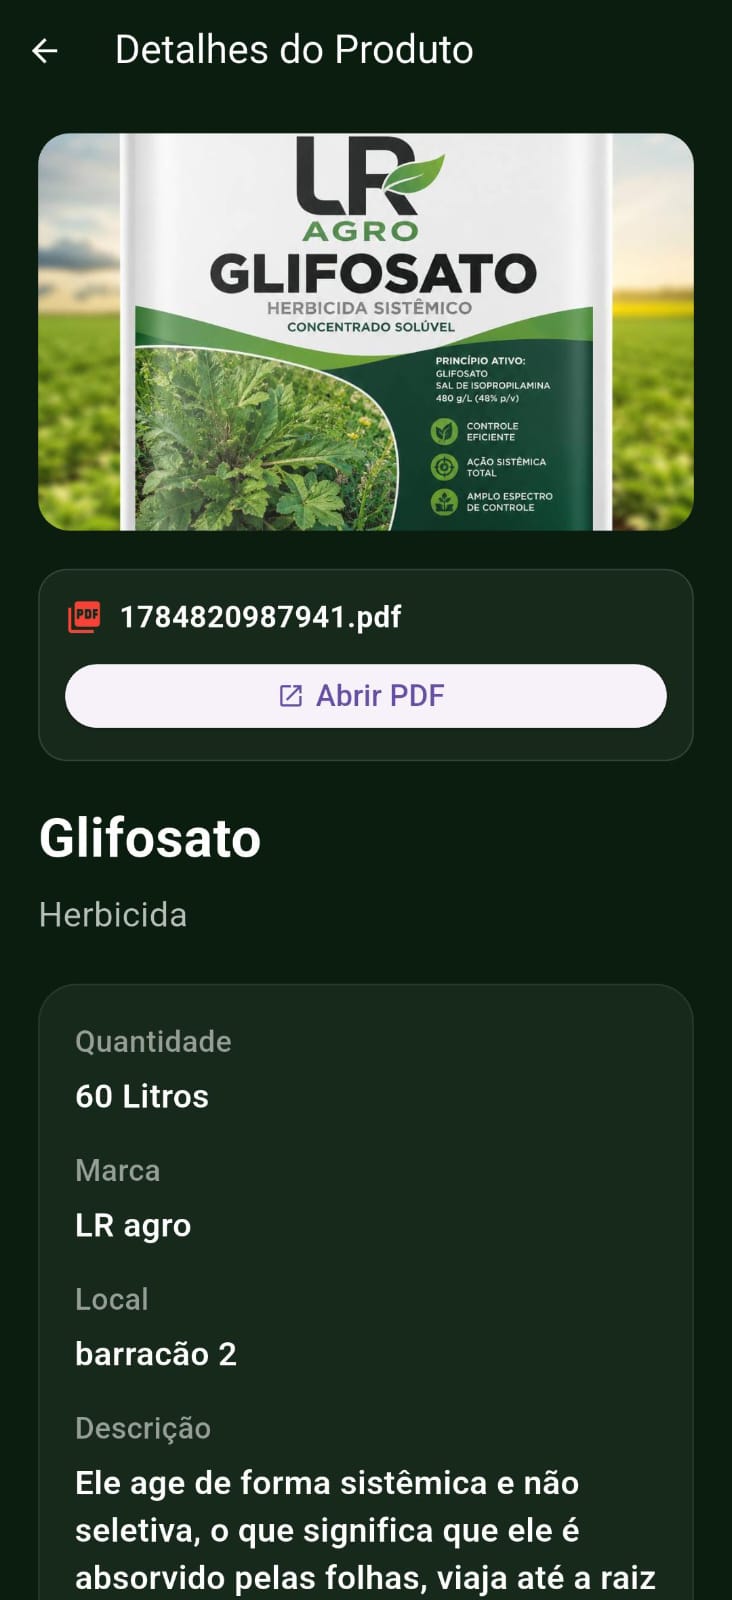 Detalhes do Produto
LR
AGRO
GLIFOSATO
HERBICIDA SISTÊMICO
CONCENTRADO SOLÚVEL
PRINCÍPIO ATIVO:
GLIFOSATO
SAL DE ISOPROPILAMINA
480 g/L (48% p/v)
CONTROLE
EFICIENTE
AÇÃO SISTÊMICA
TOTAL
AMPLO ESPECTRO
DE CONTROLE
PDF
1784820987941.pdf
Abrir PDF
Glifosato
Herbicida
Quantidade
60 Litros
Marca
LR agro
Local
barracão 2
Descrição
Ele age de forma sistêmica e não
seletiva, o que significa que ele é
absorvido pelas folhas, viaja até a raiz